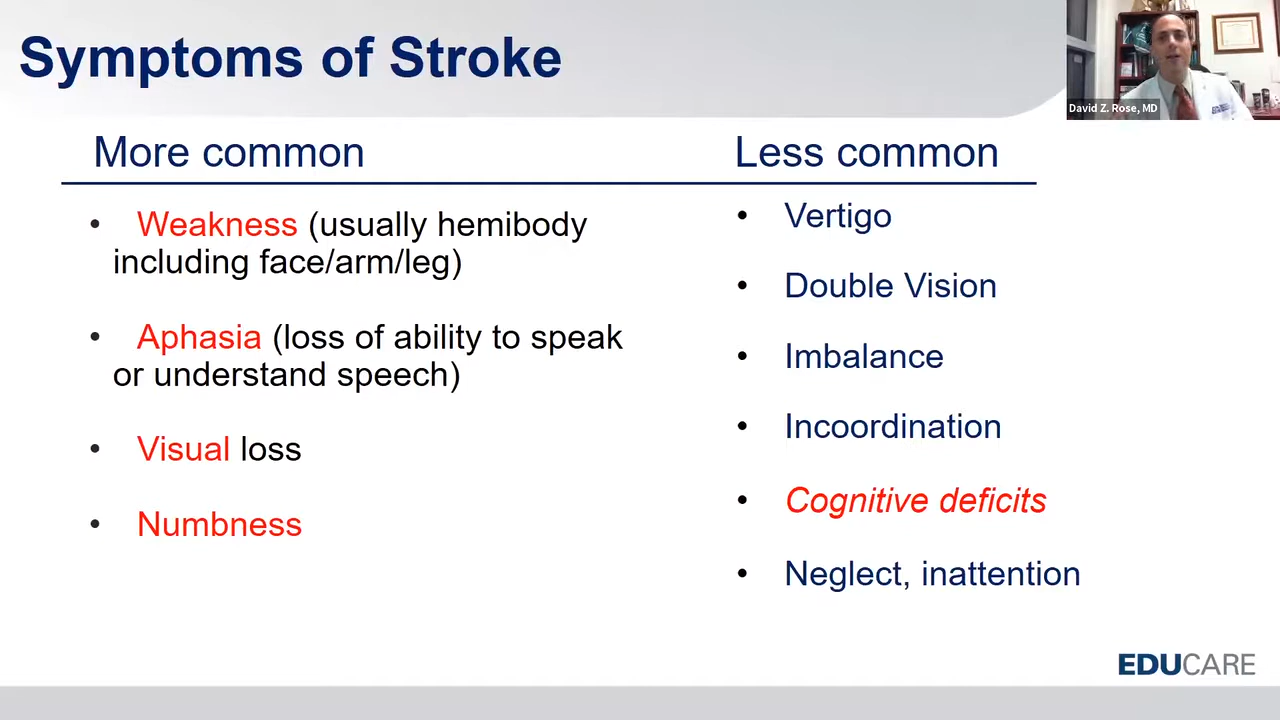 Symptoms of Stroke
David Z. Rose, MD
More common
• Weakness (usually hemibody
including face/arm/leg)
• Aphasia (loss of ability to speak
or understand speech)
• Visual loss
• Numbness
Less common
• Vertigo
• Double Vision
• Imbalance
• Incoordination
• Cognitive deficits
• Neglect, inattention
EDUCARE